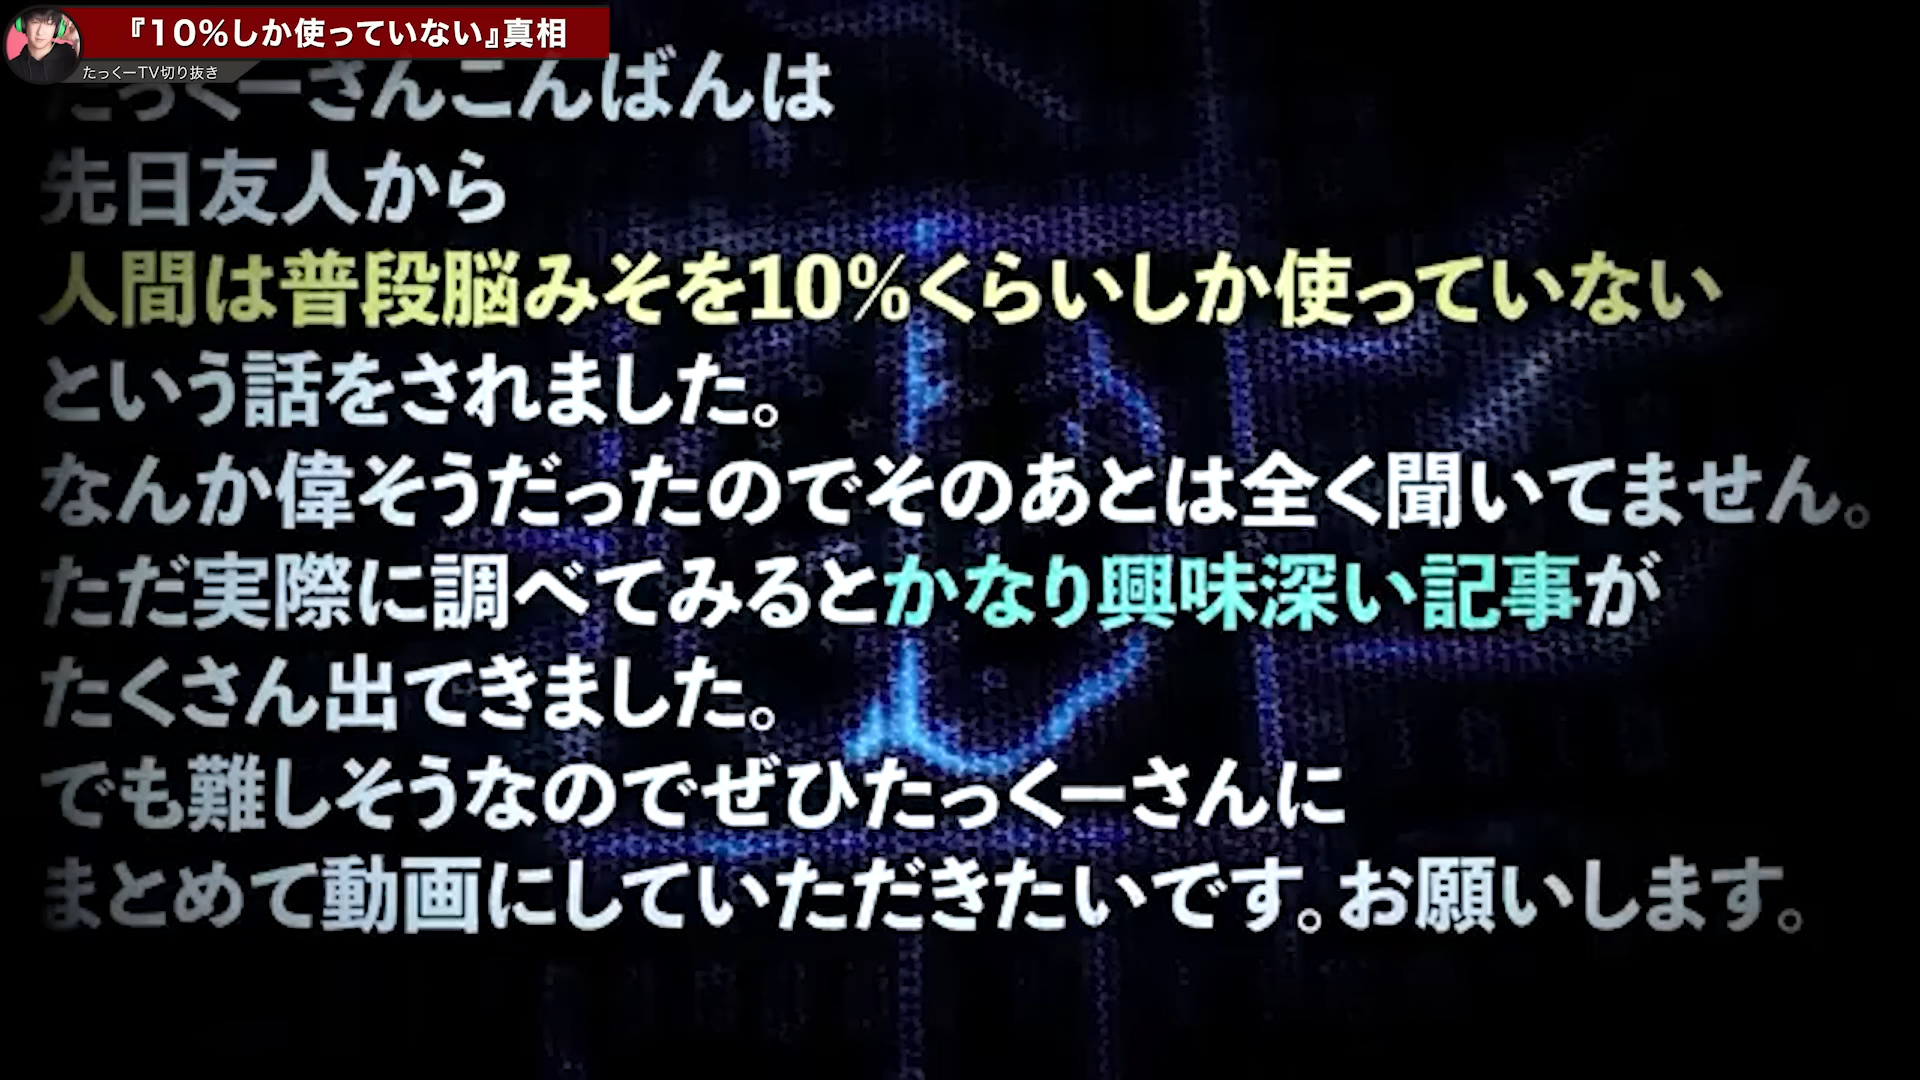 『10%しか使っていない』真相
たっくーTV切り抜き
たっくーさんこんばんは
先日友人から
人間は普段脳みそを10%くらいしか使っていない
という話をされました。
なんか偉そうだったのでそのあとは全く聞いてません。
ただ実際に調べてみるとかなり興味深い記事が
たくさん出てきました。
でも難しそうなのでぜひたっくーさんに
まとめて動画にしていただきたいです。お願いします。